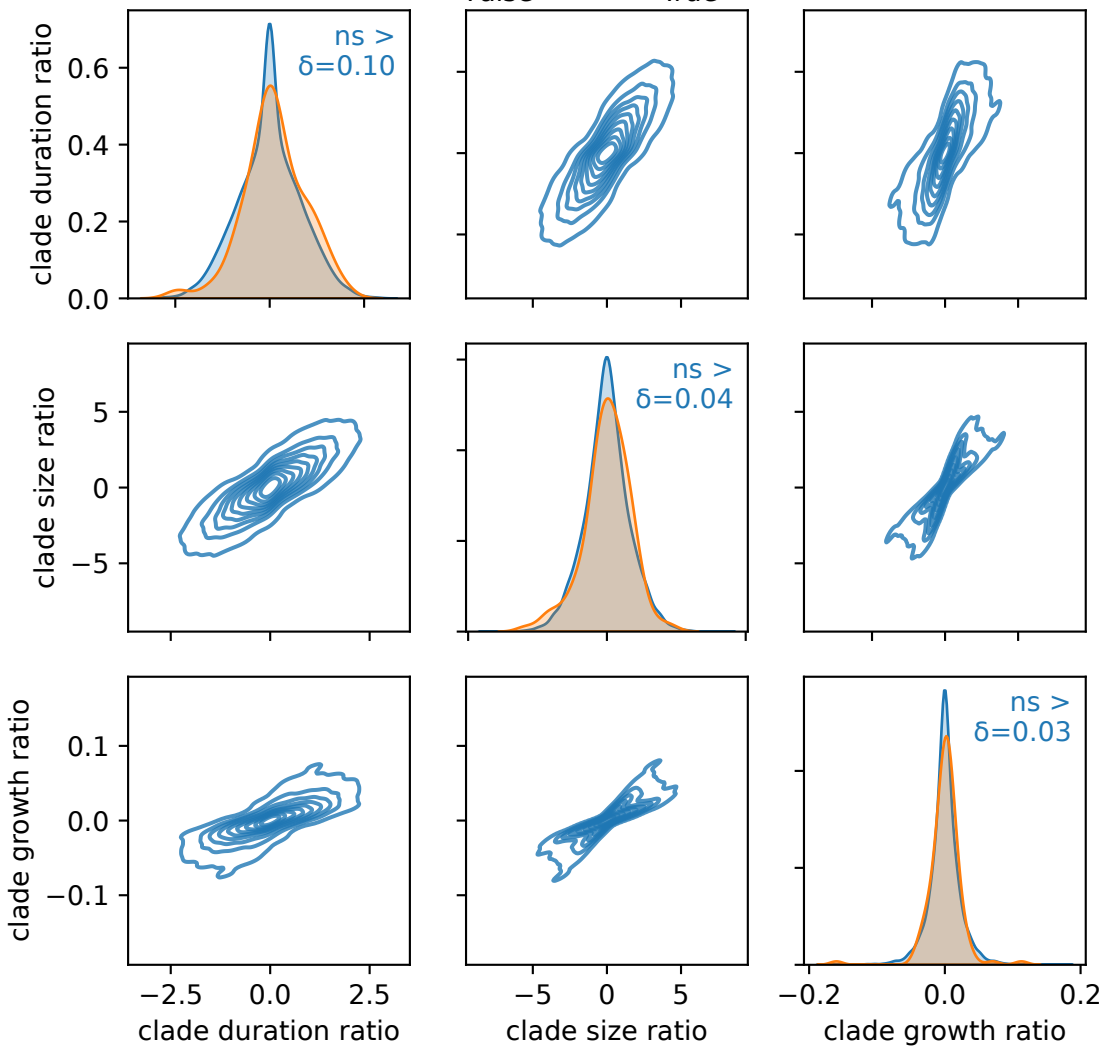 clade duration ratio
0.6
0.4
0.2
0.0
ns >
δ=0.10
clade size ratio
5
0
−5
ns >
δ=0.04
clade growth ratio
0.1
0.0
−0.1
ns >
δ=0.03
−2.5 0.0 2.5
−5 0 5
−0.2 0.0 0.2
clade duration ratio
clade size ratio
clade growth ratio